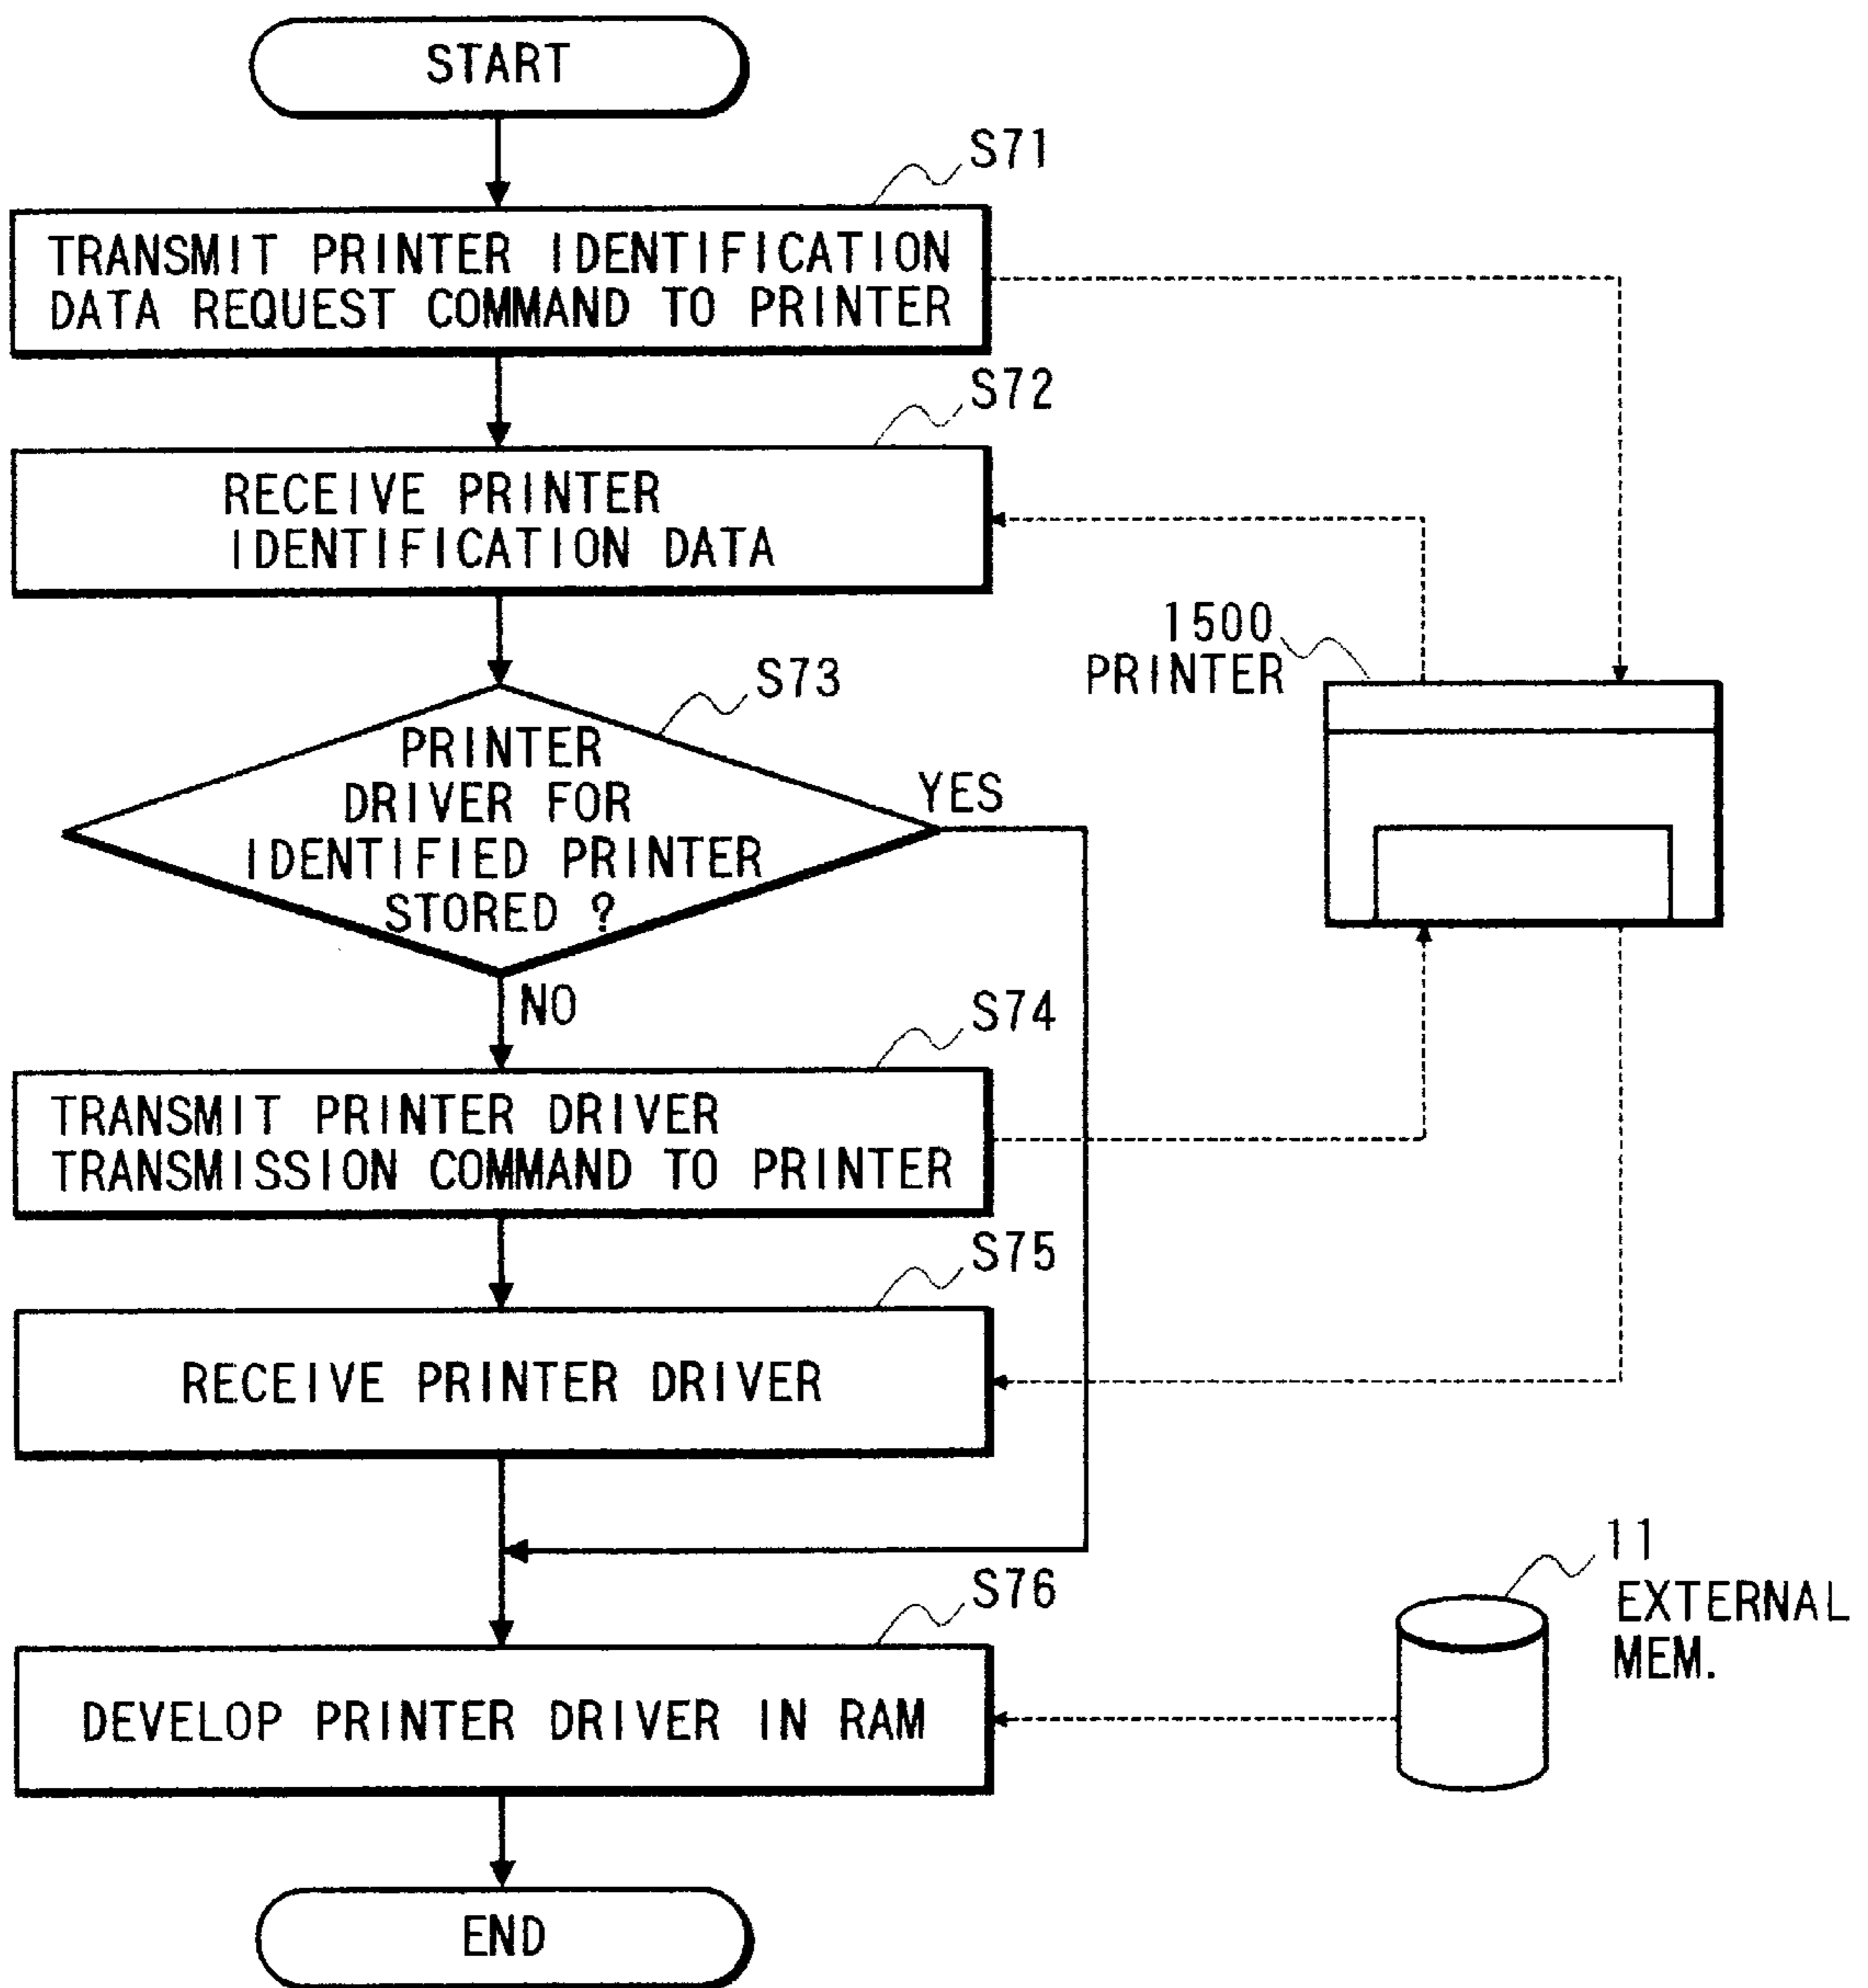 START
S71
TRANSMIT PRINTER IDENTIFICATION
DATA REQUEST COMMAND TO PRINTER
S72
RECEIVE PRINTER
IDENTIFICATION DATA
1500
PRINTER
S73
PRINTER
DRIVER FOR
IDENTIFIED PRINTER
STORED ?
YES
NO
S74
TRANSMIT PRINTER DRIVER
TRANSMISSION COMMAND TO PRINTER
S75
RECEIVE PRINTER DRIVER
11
EXTERNAL
MEM.
S76
DEVELOP PRINTER DRIVER IN RAM
END